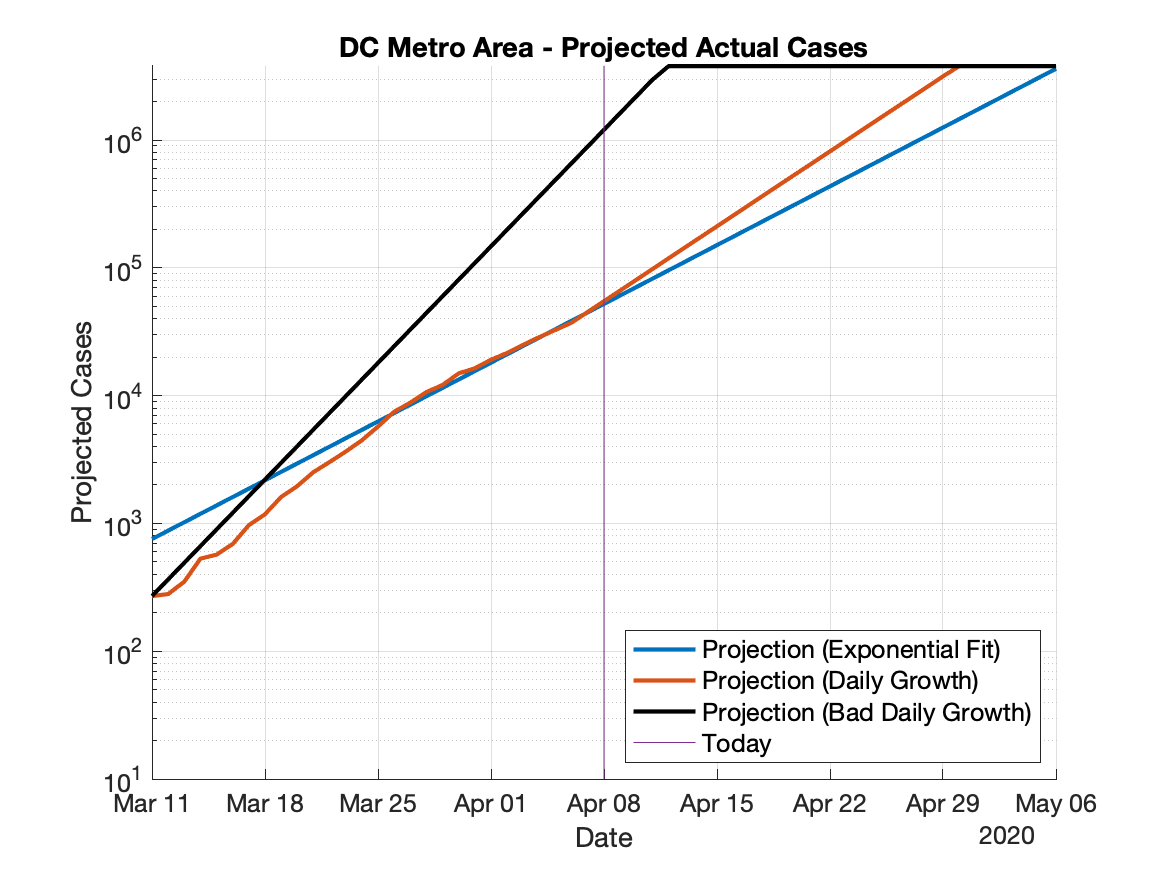 DC Metro Area - Projected Actual Cases
Projected Cases
10^6
10^5
10^4
10^3
10^2
10^1
Projection (Exponential Fit)
Projection (Daily Growth)
Projection (Bad Daily Growth)
Today
Mar 11 Mar 18 Mar 25 Apr 01 Apr 08 Apr 15 Apr 22 Apr 29 May 06
Date
2020